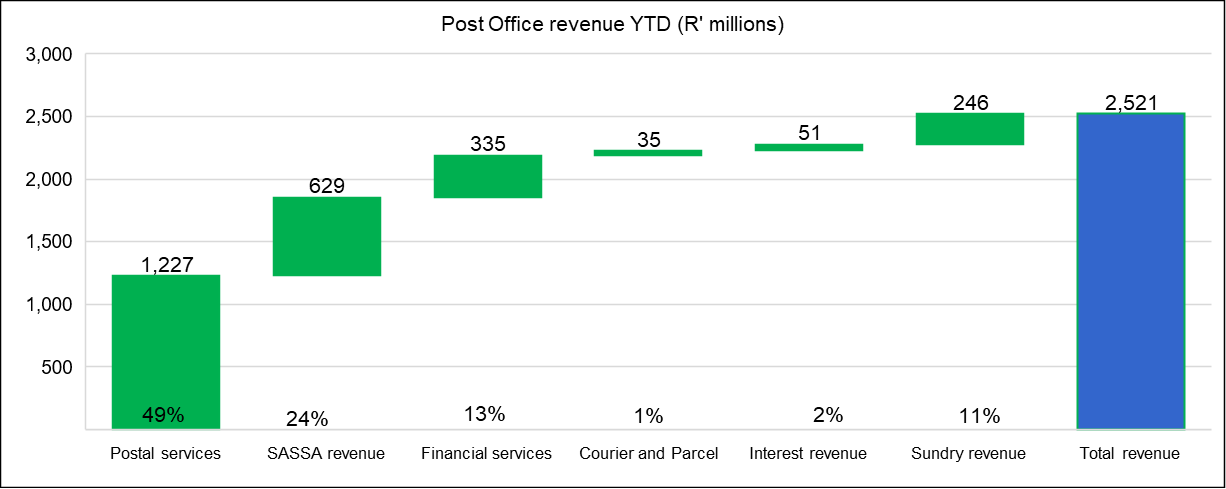 Post Office revenue YTD (R' millions)
3,000
2,500
2,000
1,500
1,000
500
1,227
629
335
35
51
246
2,521
49%
24%
13%
1%
2%
11%
Postal services
SASSA revenue
Financial services
Courier and Parcel
Interest revenue
Sundry revenue
Total revenue